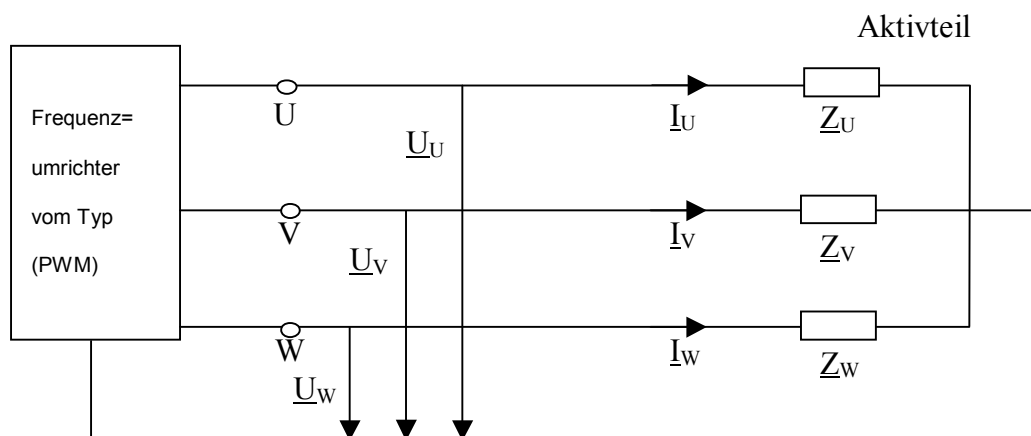 Aktivteil
Frequenz=
umrichter
vom Typ
(PWM)
U
U_U
I_U
Z_U
V
U_V
I_V
Z_V
W
U_W
I_W
Z_W